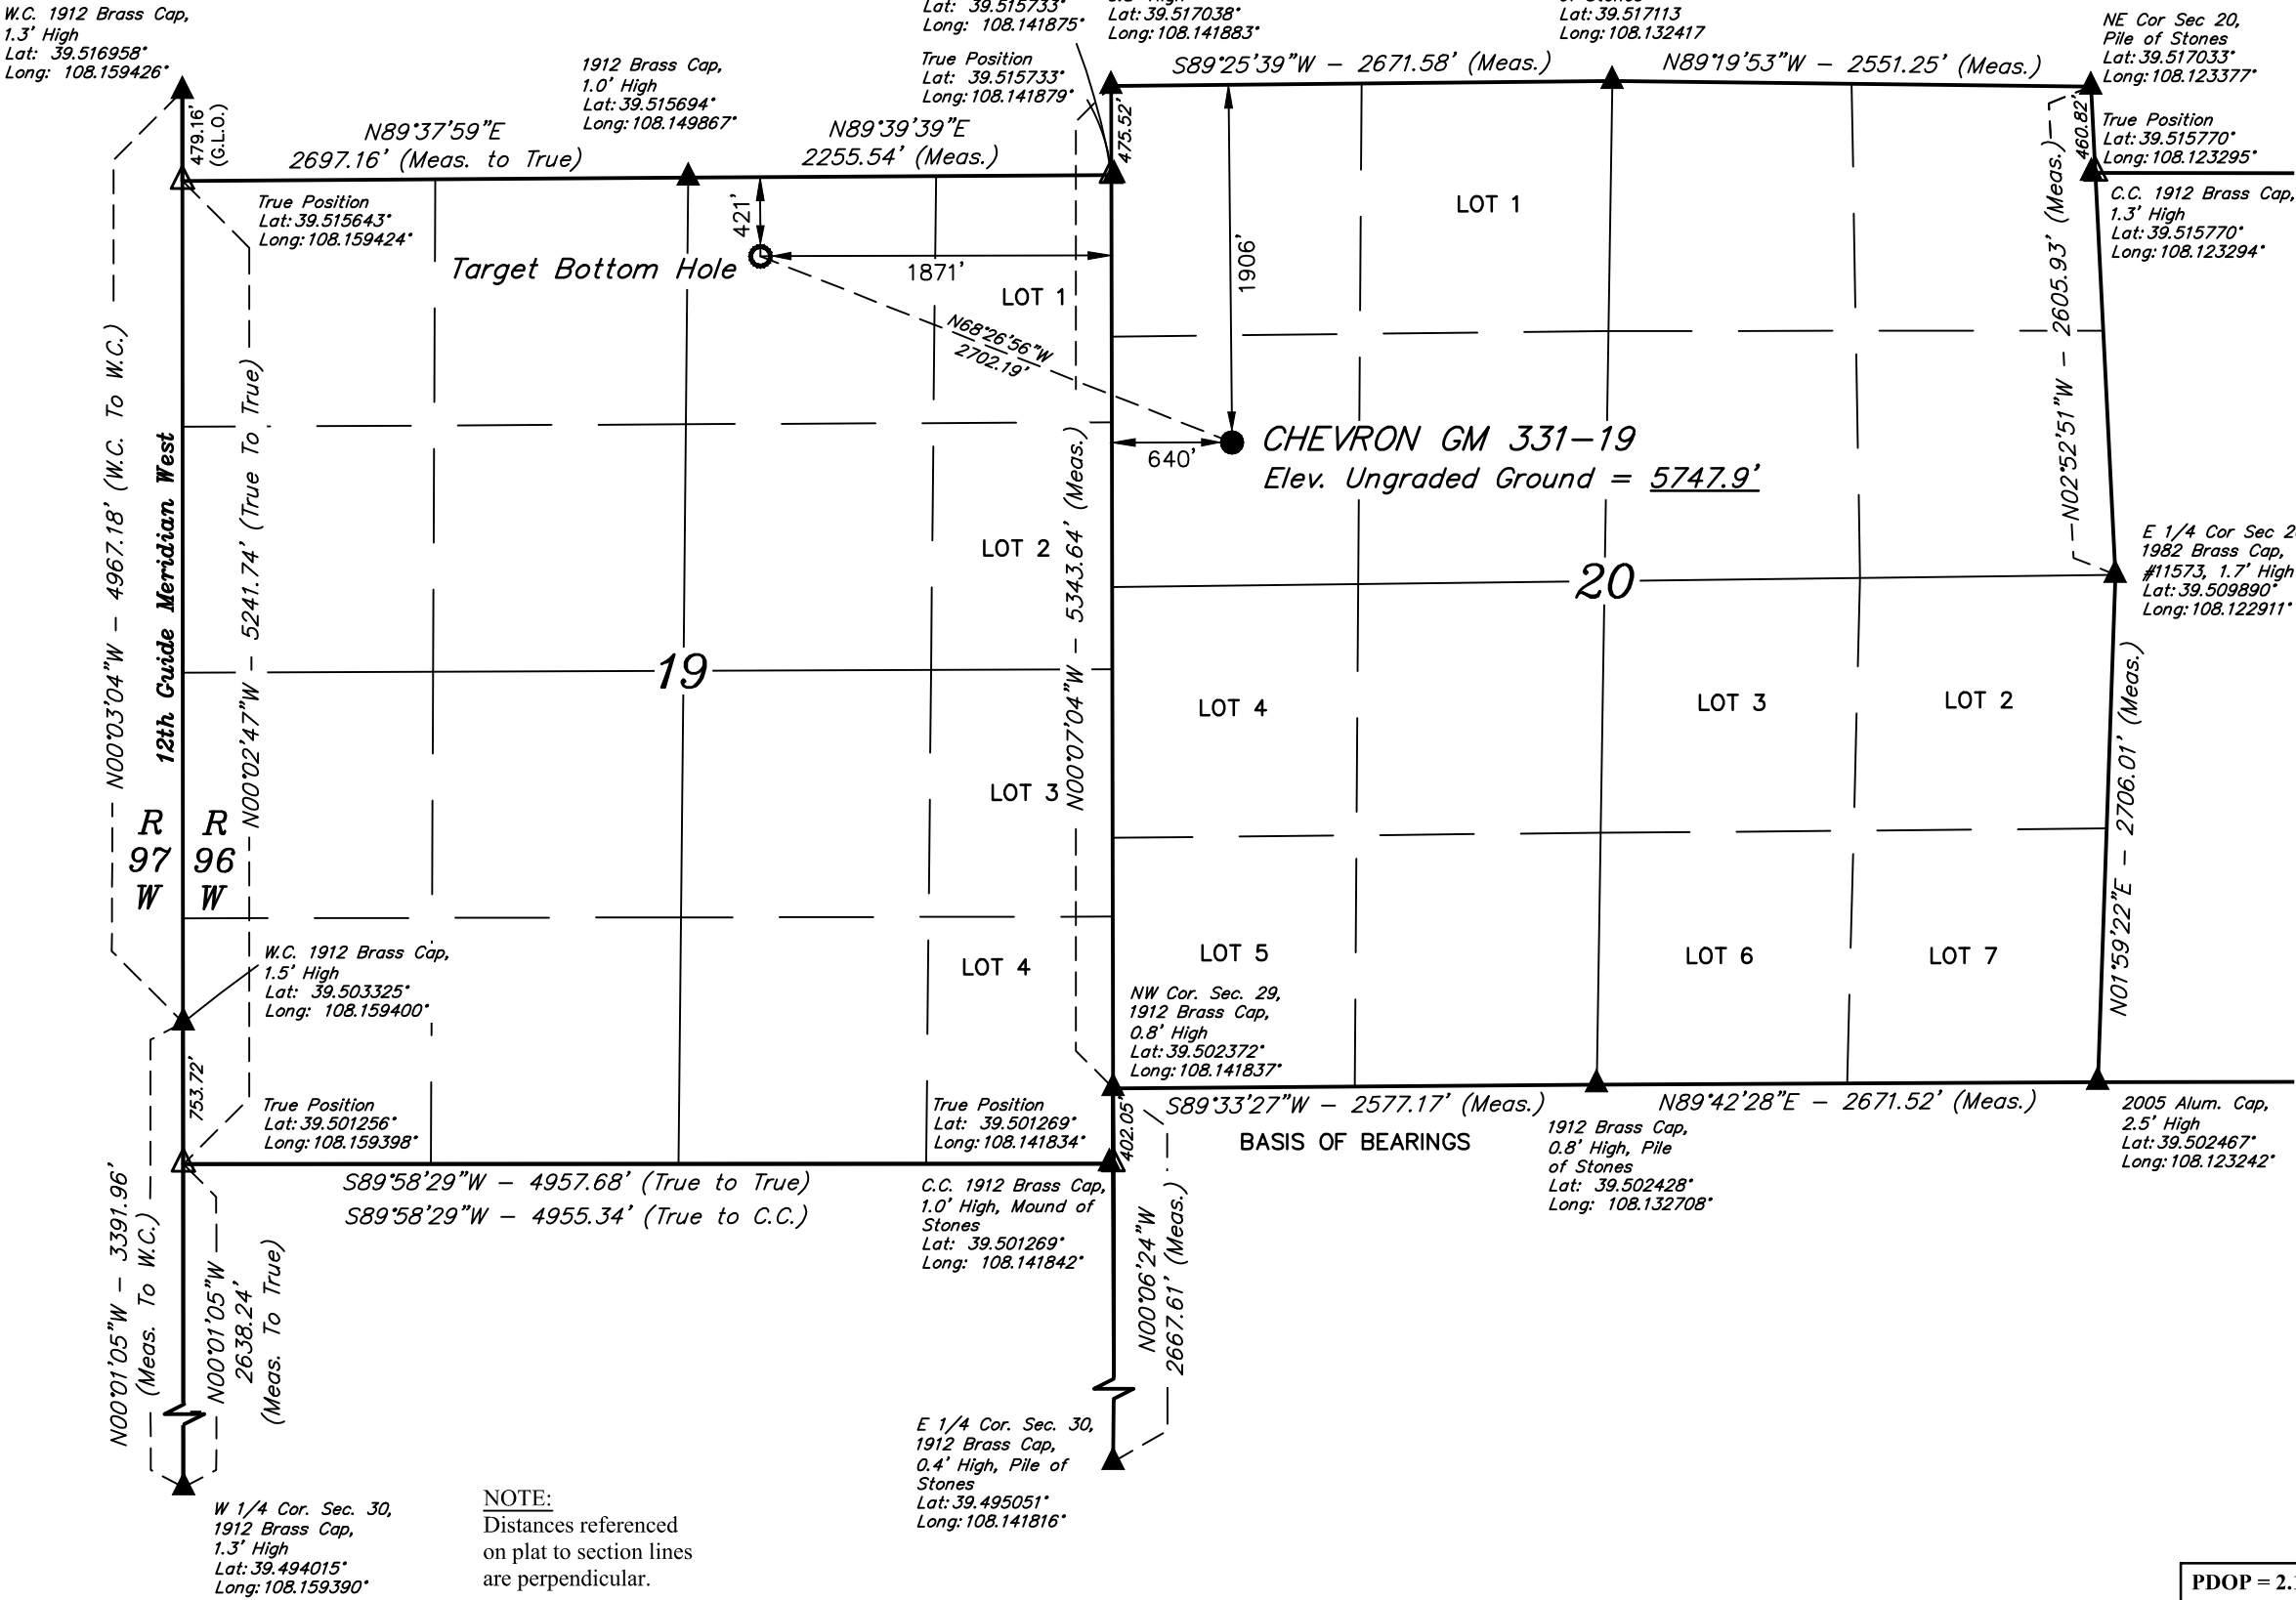 W.C. 1912 Brass Cap,
1.3' High
Lat: 39.516958°
Long: 108.159426°
479.16'
(G.L.O.)
N89°37'59"E
2697.16' (Meas. to True)
1912 Brass Cap,
1.0' High
Lat: 39.515694°
Long: 108.149867°
N89°39'39"E
2255.54' (Meas.)
Lat: 39.515733°
Long: 108.141875°
True Position
Lat: 39.515733°
Long: 108.141879°
Lat: 39.517038°
Long: 108.141883°
475.52'
S89°25'39"W - 2671.58' (Meas.)
of Stones
Lat: 39.517113
Long: 108.132417
N89°19'53"W - 2551.25' (Meas.)
NE Cor Sec 20,
Pile of Stones
Lat: 39.517033°
Long: 108.123377°
460.82'
True Position
Lat: 39.515770°
Long: 108.123295°
C.C. 1912 Brass Cap,
1.3' High
Lat: 39.515770°
Long: 108.123294°
True Position
Lat: 39.515643°
Long: 108.159424°
421'
Target Bottom Hole
1871'
LOT 1
N68°26'56"W
2702.19'
1906'
LOT 1
N02°52'51"W - 2605.93' (Meas.)
640'
CHEVRON GM 331-19
Elev. Ungraded Ground = 5747.9'
N00°03'04"W - 4967.18' (W.C. To W.C.)
12th Guide Meridian West
N00°02'47"W - 5241.74' (True To True)
N00°07'04"W - 5343.64' (Meas.)
LOT 2
19
20
E 1/4 Cor Sec
1982 Brass Cap,
#11573, 1.7' High
Lat: 39.509890°
Long: 108.122911°
LOT 4
LOT 3
LOT 2
LOT 3
N01°59'22"E - 2706.01' (Meas.)
R R
97 96
W W
W.C. 1912 Brass Cap,
1.5' High
Lat: 39.503325°
Long: 108.159400°
LOT 4
LOT 5
LOT 6
LOT 7
NW Cor. Sec. 29,
1912 Brass Cap,
0.8' High
Lat: 39.502372°
Long: 108.141837°
753.72'
True Position
Lat: 39.501256°
Long: 108.159398°
True Position
Lat: 39.501269°
Long: 108.141834°
402.05'
S89°33'27"W - 2577.17' (Meas.)
BASIS OF BEARINGS
N89°42'28"E - 2671.52' (Meas.)
1912 Brass Cap,
0.8' High, Pile
of Stones
Lat: 39.502428°
Long: 108.132708°
2005 Alum. Cap,
2.5' High
Lat: 39.502467°
Long: 108.123242°
S89°58'29"W - 4957.68' (True to True)
S89°58'29"W - 4955.34' (True to C.C.)
C.C. 1912 Brass Cap,
1.0' High, Mound of
Stones
Lat: 39.501269°
Long: 108.141842°
N00°01'05"W - 3391.96'
(Meas. To W.C.)
N00°01'05"W
2638.24'
(Meas. To True)
N00°06'24"W
2667.61' (Meas.)
E 1/4 Cor. Sec. 30,
1912 Brass Cap,
0.4' High, Pile of
Stones
Lat: 39.495051°
Long: 108.141816°
W 1/4 Cor. Sec. 30,
1912 Brass Cap,
1.3' High
Lat: 39.494015°
Long: 108.159390°
NOTE:
Distances referenced
on plat to section lines
are perpendicular.
PDOP = 2.